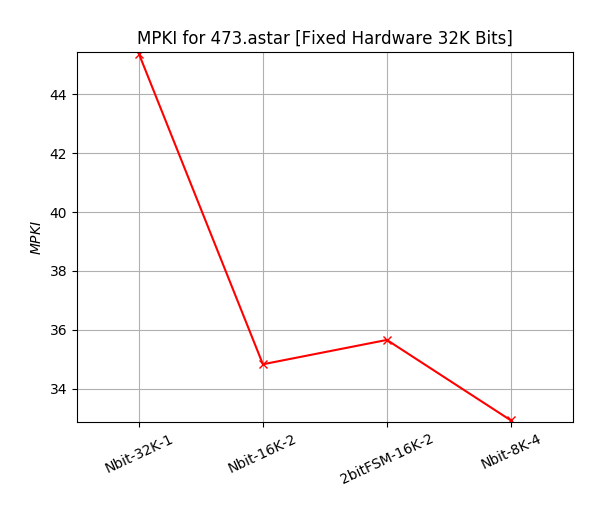 MPKI for 473.astar [Fixed Hardware 32K Bits]
44
42
40
38
36
34
MPKI
Nbit-32K-1
Nbit-16K-2
2bitFSM-16K-2
Nbit-8K-4